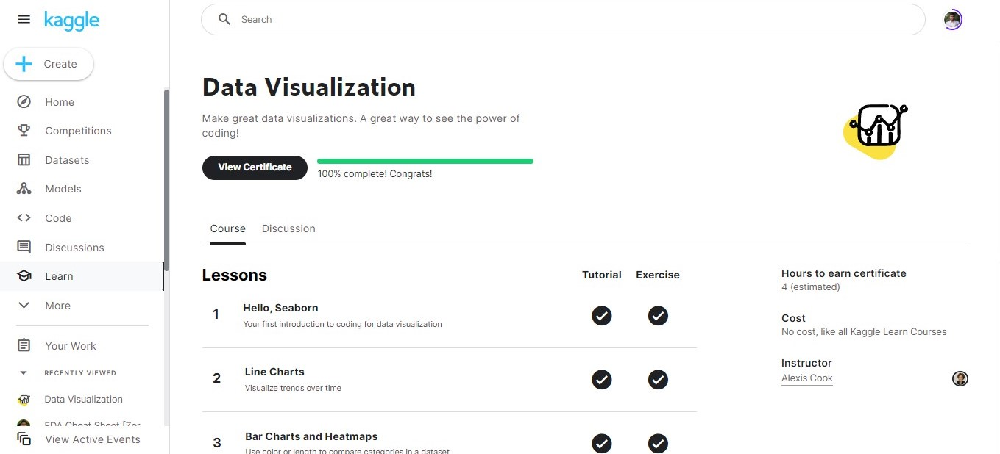 kaggle
Search
Create
Home
Competitions
Datasets
Models
Code
Discussions
Learn
More
Your Work
RECENTLY VIEWED
Data Visualization
EDA Cheat Sheet [Zer
View Active Events
Data Visualization
Make great data visualizations. A great way to see the power of
coding!
View Certificate
100% complete! Congrats!
Course Discussion
Lessons Tutorial Exercise
1 Hello, Seaborn
Your first introduction to coding for data visualization
2 Line Charts
Visualize trends over time
3 Bar Charts and Heatmaps
Use color or length to compare categories in a dataset
Hours to earn certificate
4 (estimated)
Cost
No cost, like all Kaggle Learn Courses
Instructor
Alexis Cook